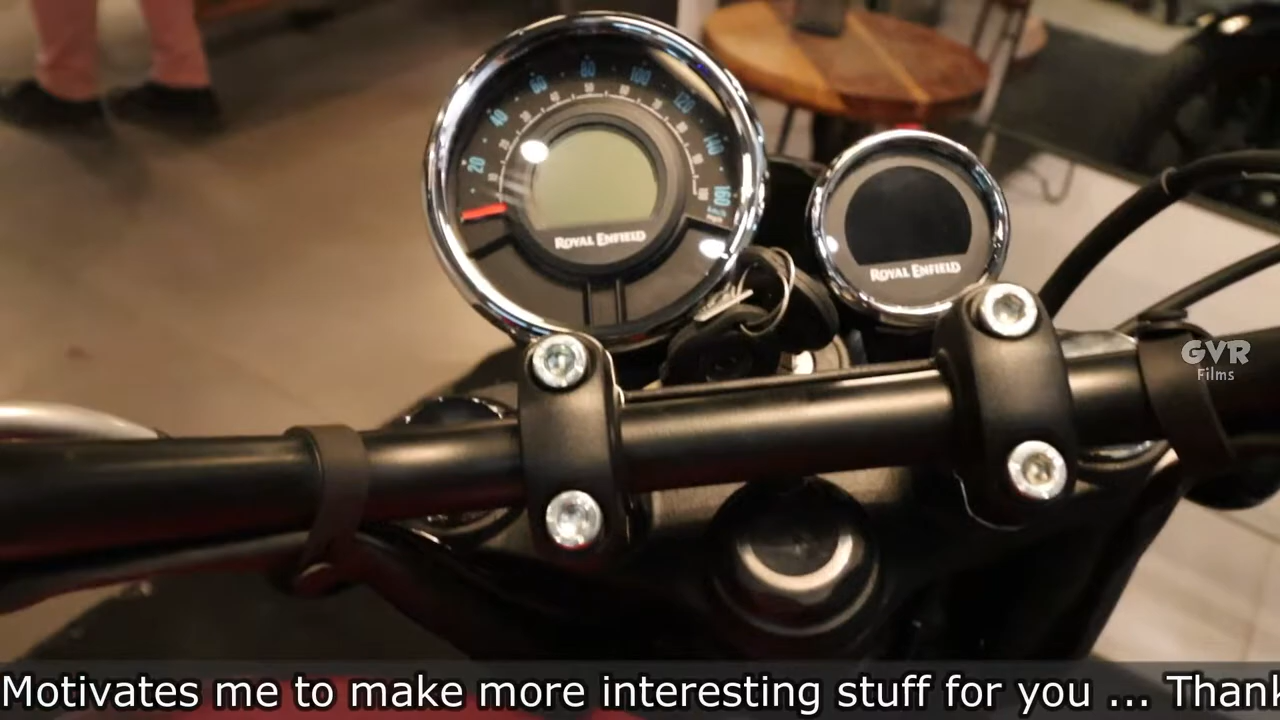 20
40
60
80
100
120
140
160
ROYAL ENFIELD
ROYAL ENFIELD
GVR
Films
Motivates me to make more interesting stuff for you ... Thank